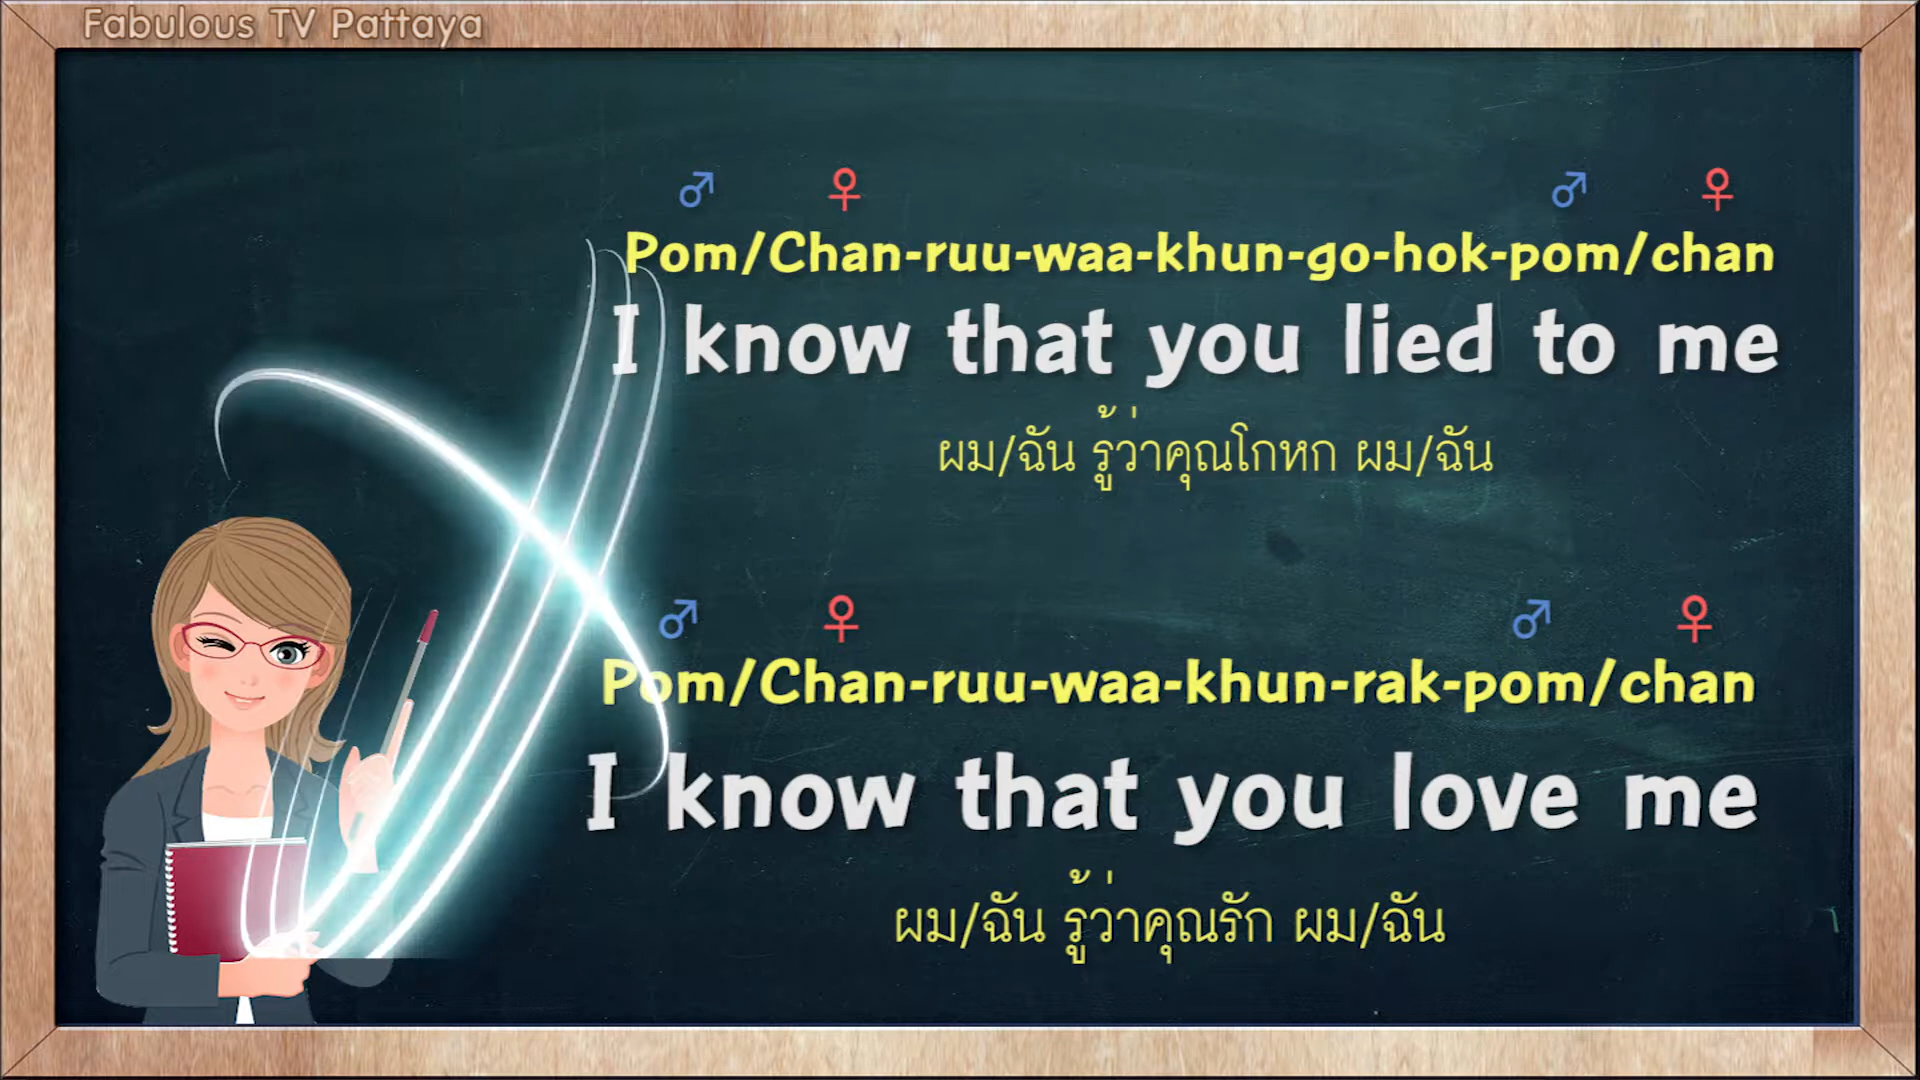 Fabulous TV Pattaya
♂ ♀ ♂ ♀
Pom/Chan-ruu-waa-khun-go-hok-pom/chan
I know that you lied to me
ผม/ฉัน รู้ว่าคุณโกหก ผม/ฉัน
♂ ♀ ♂ ♀
Pom/Chan-ruu-waa-khun-rak-pom/chan
I know that you love me
ผม/ฉัน รู้ว่าคุณรัก ผม/ฉัน